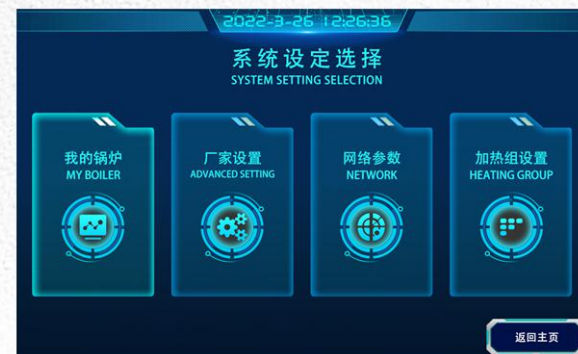 2022-3-26 12:26:36
系统设定选择
SYSTEM SETTING SELECTION
我的锅炉
MY BOILER
厂家设置
ADVANCED SETTING
网络参数
NETWORK
加热组设置
HEATING GROUP
返回主页